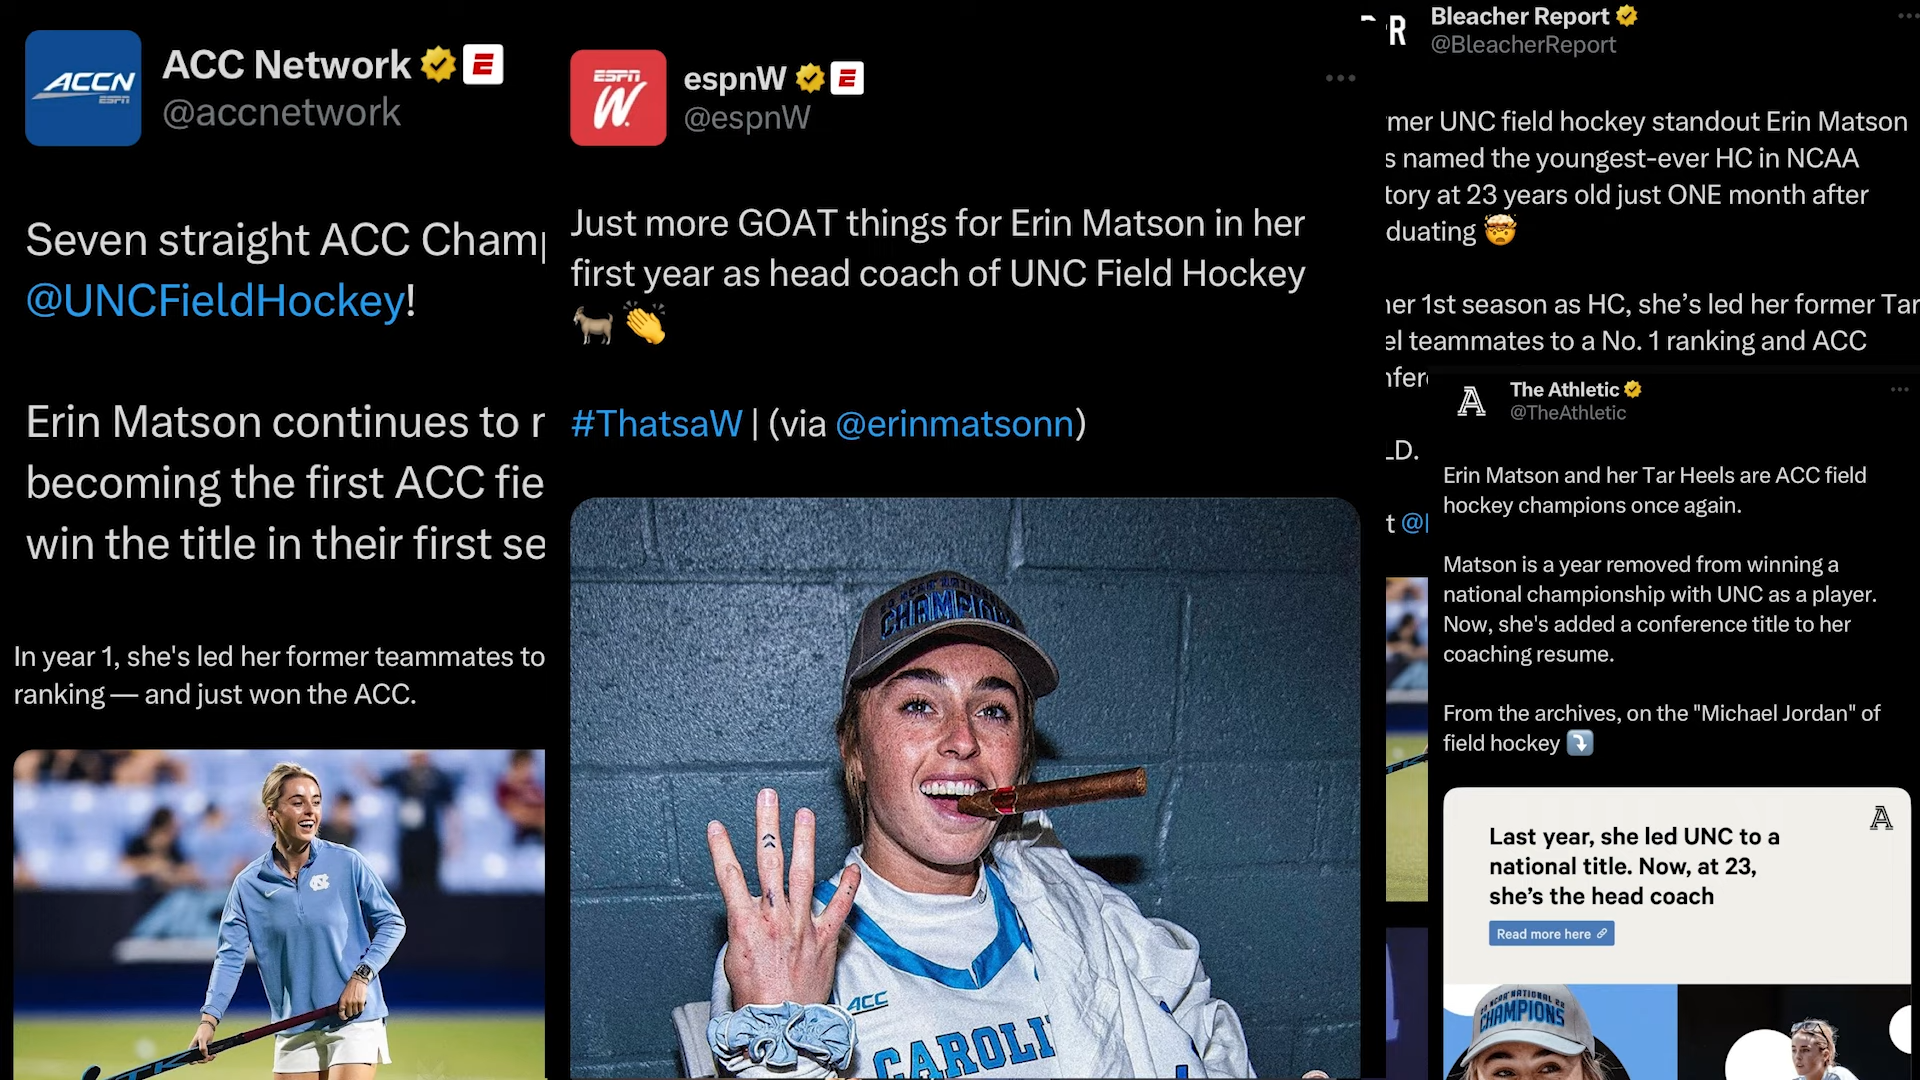 ACCN
ESPN
ACC Network
@accnetwork
Seven straight ACC Champ
@UNCFieldHockey!
Erin Matson continues to
becoming the first ACC fie
win the title in their first se
In year 1, she's led her former teammates to
ranking — and just won the ACC.
ESPN
W.
espnW
@espnW
Just more GOAT things for Erin Matson in her
first year as head coach of UNC Field Hockey
#ThatsaW | (via @erinmatsonn)
CHAMPIONS
ACC
CAROLI
R
Bleacher Report
@BleacherReport
mer UNC field hockey standout Erin Matson
s named the youngest-ever HC in NCAA
tory at 23 years old just ONE month after
duating
her 1st season as HC, she’s led her former Tar
el teammates to a No. 1 ranking and ACC
nfere
LD.
t @
The Athletic
@TheAthletic
Erin Matson and her Tar Heels are ACC field
hockey champions once again.
Matson is a year removed from winning a
national championship with UNC as a player.
Now, she's added a conference title to her
coaching resume.
From the archives, on the "Michael Jordan" of
field hockey
Last year, she led UNC to a
national title. Now, at 23,
she’s the head coach
Read more here
NCAA NATIONAL
CHAMPIONS